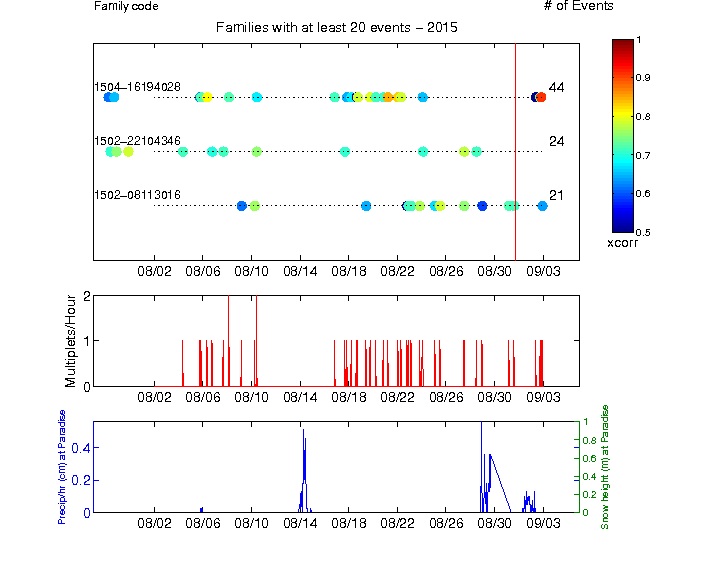 Family code # of Events
Families with at least 20 events − 2015
1504−16194028 44
1502−22104346 24
1502−08113016 21
08/02 08/06 08/10 08/14 08/18 08/22 08/26 08/30 09/03
1
0.9
0.8
0.7
0.6
0.5
xcorr
Multiplets/Hour
2
1
0
08/02 08/06 08/10 08/14 08/18 08/22 08/26 08/30 09/03
Precip/hr (cm) at Paradise
0.4
0.2
0
08/02 08/06 08/10 08/14 08/18 08/22 08/26 08/30 09/03
1
0.8
0.6
0.4
0.2
0
Snow height (m) at Paradise